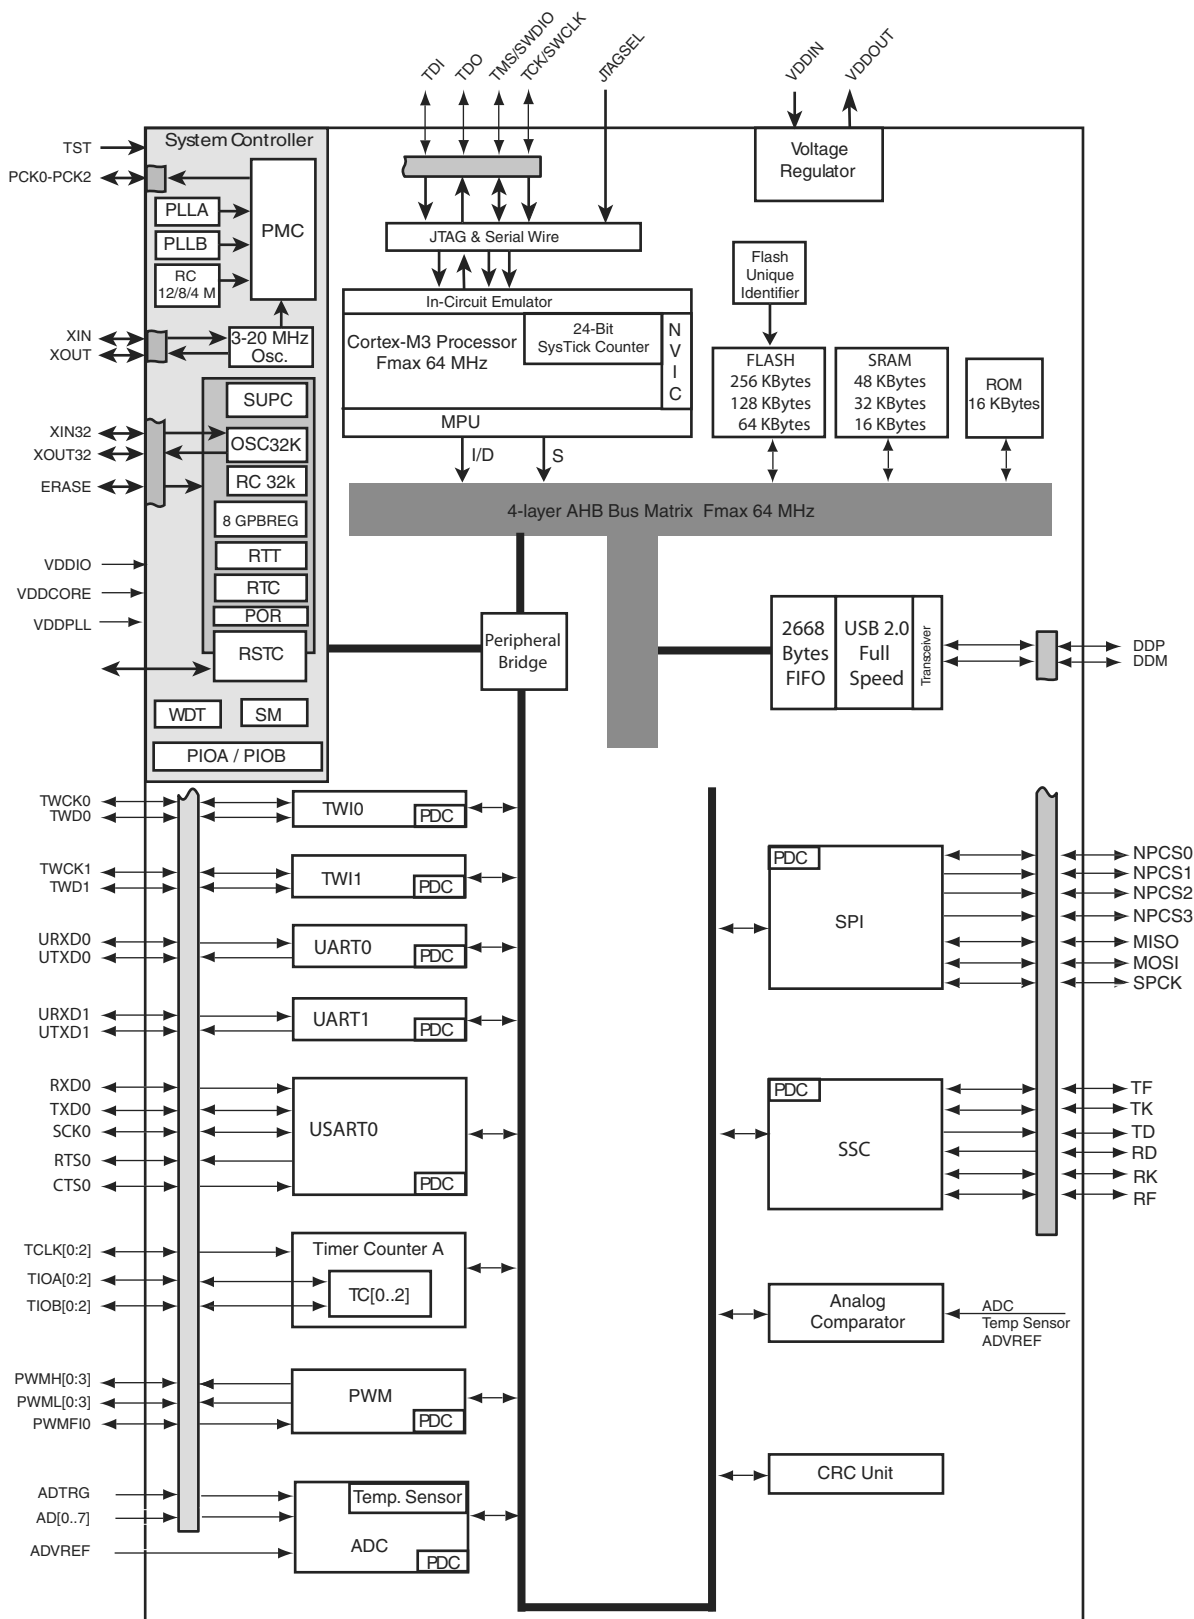 TDI
TDO
TMS/SWDIO
TCK/SWCLK
JTAGSEL
VDDIN
VDDOUT
System Controller
TST
PCK0-PCK2
PLLA
PLLB
RC
12/8/4 M
PMC
XIN
XOUT
3-20 MHz
Osc.
SUPC
XIN32
XOUT32
OSC32K
ERASE
RC 32k
8 GPBREG
RTT
VDDIO
RTC
VDDCORE
POR
VDDPLL
RSTC
WDT
SM
PIOA / PIOB
Voltage
Regulator
JTAG & Serial Wire
Flash
Unique
Identifier
In-Circuit Emulator
Cortex-M3 Processor
Fmax 64 MHz
24-Bit
SysTick Counter
N
V
I
C
MPU
FLASH
256 KBytes
128 KBytes
64 KBytes
SRAM
48 KBytes
32 KBytes
16 KBytes
ROM
16 KBytes
I/D
S
4-layer AHB Bus Matrix Fmax 64 MHz
Peripheral
Bridge
2668
Bytes
FIFO
USB 2.0
Full
Speed
Transceiver
DDP
DDM
TWCK0
TWD0
TWI0
PDC
TWCK1
TWD1
TWI1
PDC
URXD0
UTXD0
UART0
PDC
URXD1
UTXD1
UART1
PDC
RXD0
TXD0
SCK0
RTS0
CTS0
USART0
PDC
TCLK[0:2]
TIOA[0:2]
TIOB[0:2]
Timer Counter A
TC[0..2]
PWMH[0:3]
PWML[0:3]
PWMFI0
PWM
PDC
ADTRG
AD[0..7]
ADVREF
Temp. Sensor
ADC
PDC
PDC
SPI
NPCS0
NPCS1
NPCS2
NPCS3
MISO
MOSI
SPCK
PDC
SSC
TF
TK
TD
RD
RK
RF
Analog
Comparator
ADC
Temp Sensor
ADVREF
CRC Unit